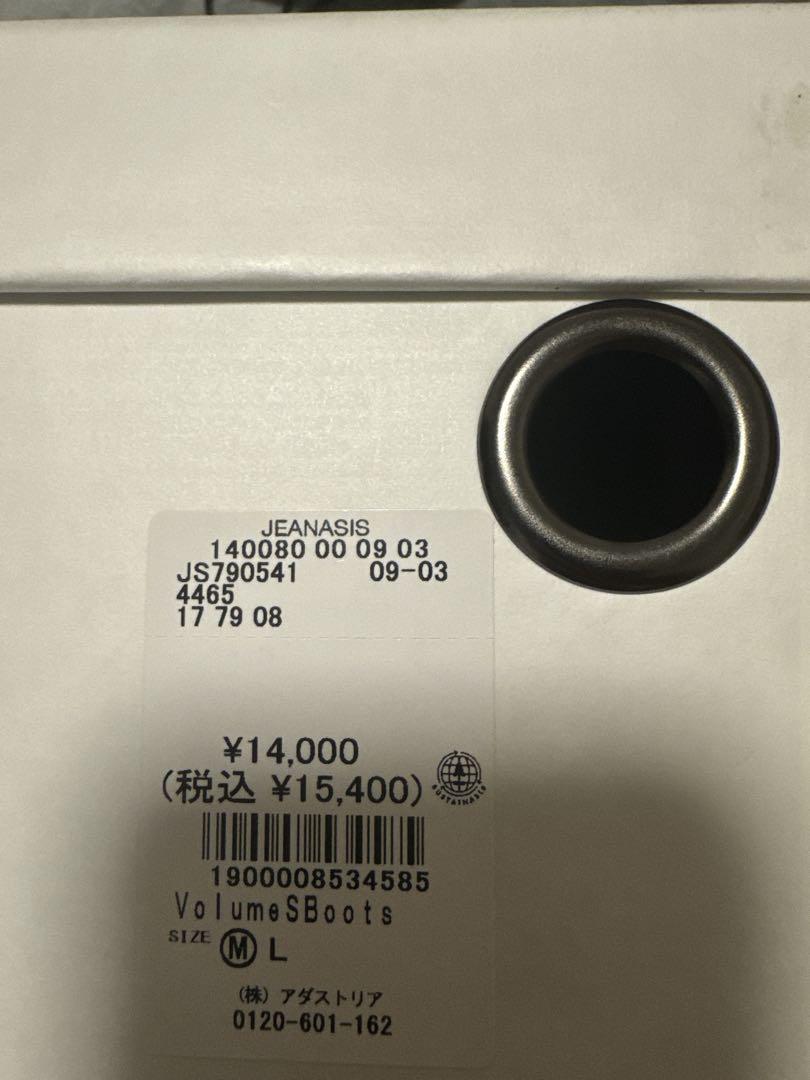 JEANASIS
140080 00 09 03
JS790541 09-03
4465
17 79 08
¥14,000
(税込 ¥15,400)
SUSTAINABLE
1900008534585
VolumeSBoots
SIZE Ⓜ L
(株) アダストリア
0120-601-162